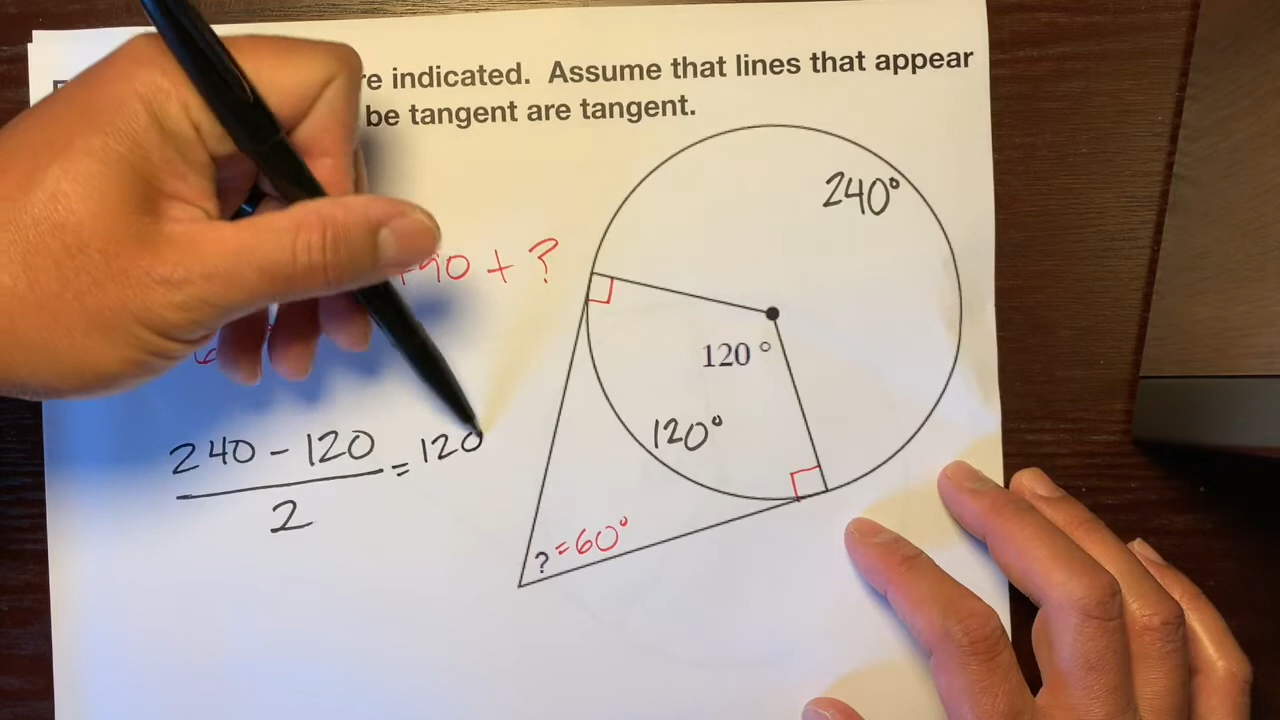 indicated. Assume that lines that appear
be tangent are tangent.
240°
90 + ?
120 °
120°
240 - 120 = 120
2
? = 60°